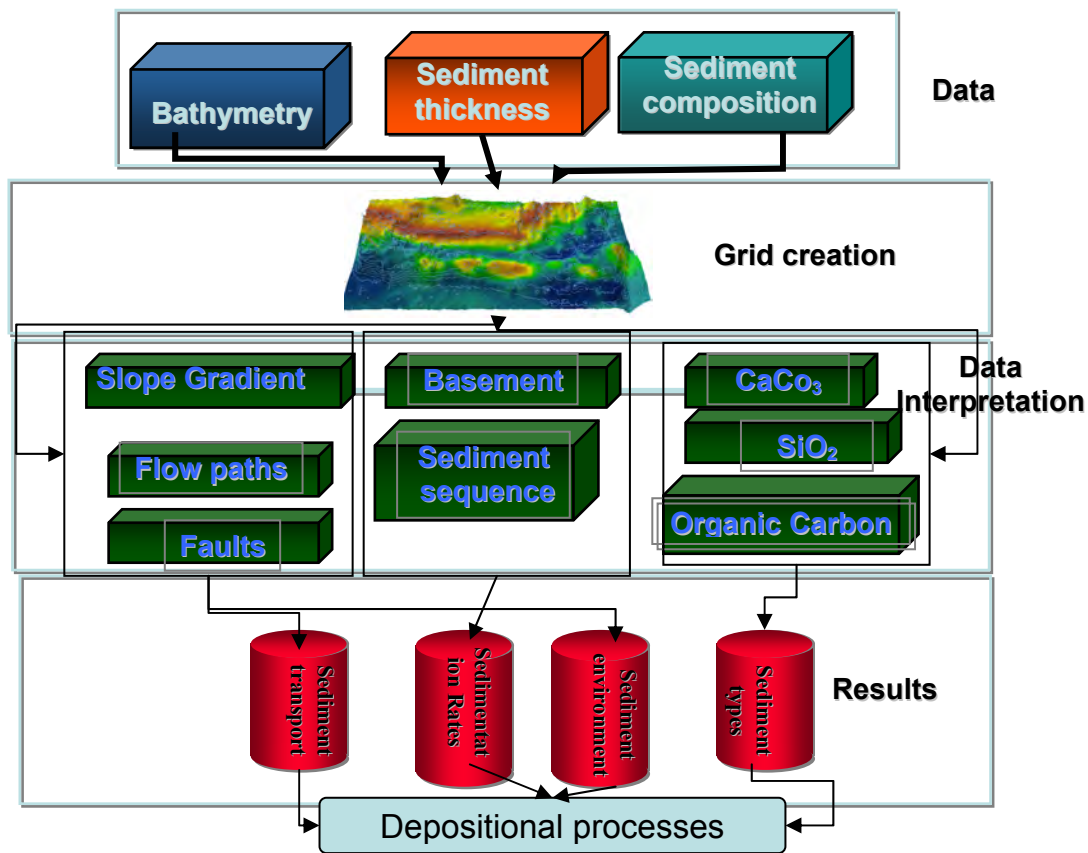 Bathymetry
Sediment
thickness
Sediment
composition
Data
Grid creation
Slope Gradient
Flow paths
Faults
Basement
Sediment
sequence
CaCo₃
SiO₂
Organic Carbon
Data
Interpretation
Sediment
transport
Sedimentat
ion Rates
Sediment
environment
Sediment
types
Results
Depositional processes